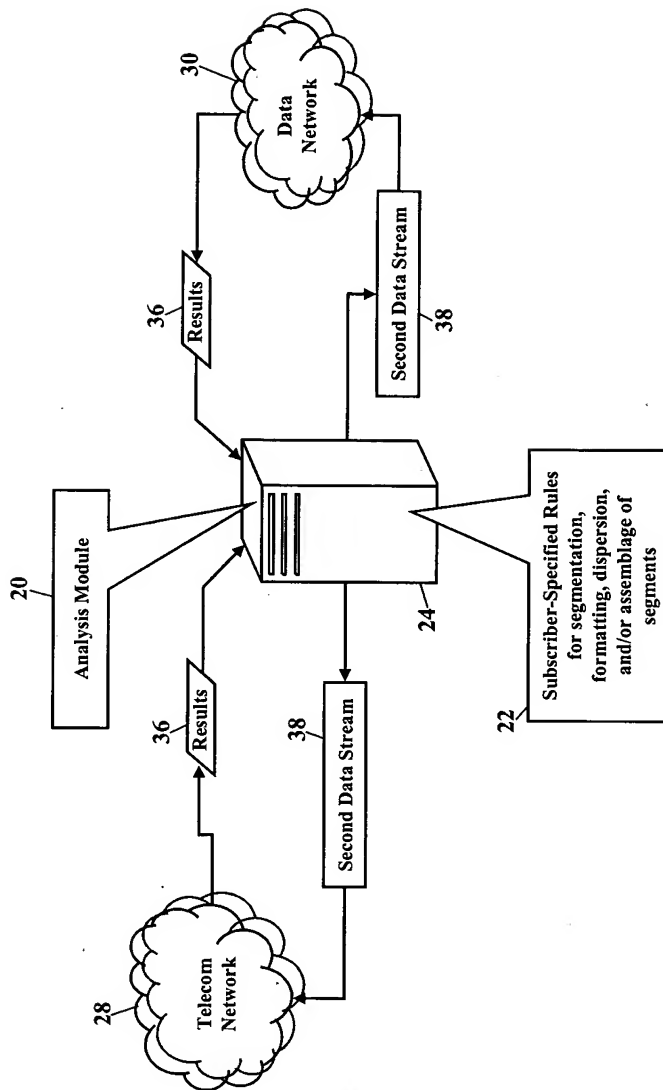 20
Analysis Module
36
Results
36
Results
30
Data
Network
28
Telecom
Network
38
Second Data Stream
Second Data Stream
38
24
22
Subscriber-Specified Rules
for segmentation,
formatting, dispersion,
and/or assemblage of
segments